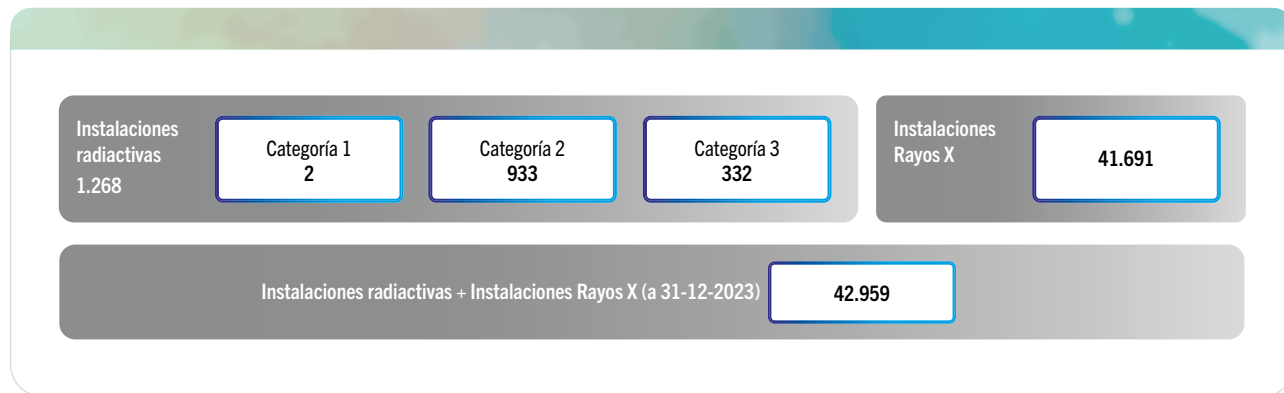 Instalaciones
radiactivas
1.268
Categoría 1
2
Categoría 2
933
Categoría 3
332
Instalaciones
Rayos X
41.691
Instalaciones radiactivas + Instalaciones Rayos X (a 31-12-2023)
42.959